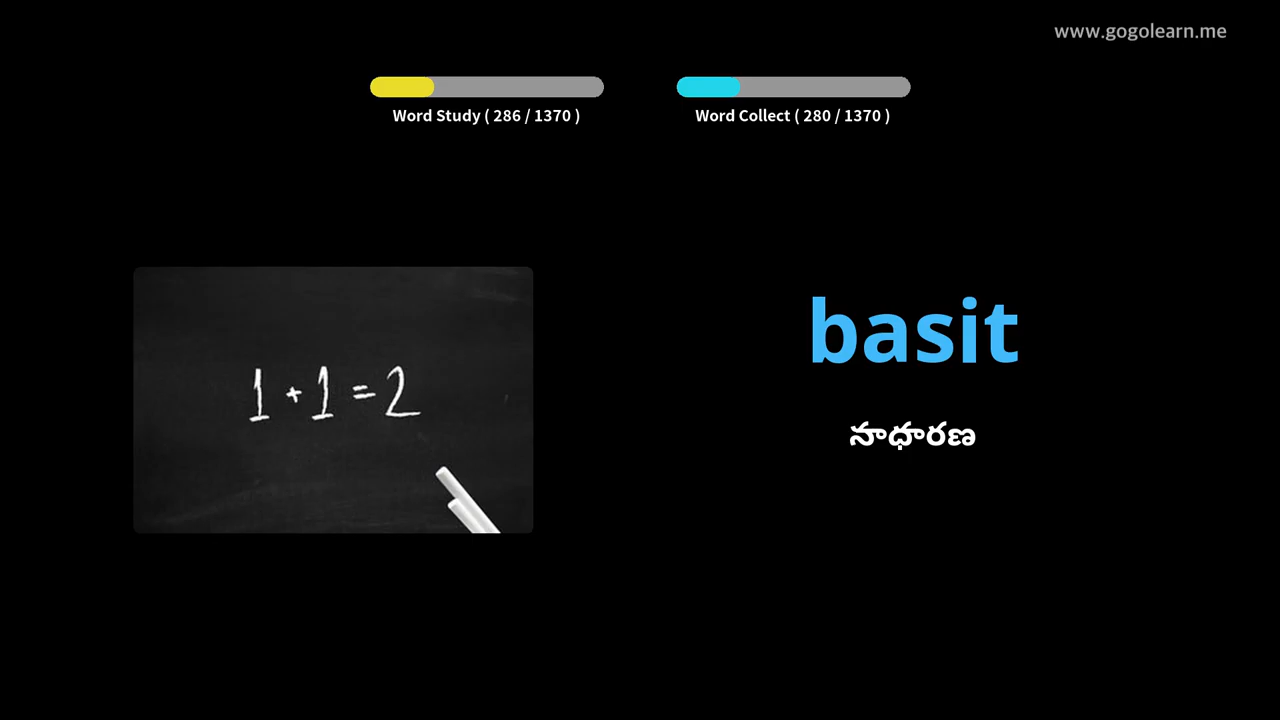 www.gogolearn.me
Word Study ( 286 / 1370 )
Word Collect ( 280 / 1370 )
1 + 1 = 2
basit
సాధారణ